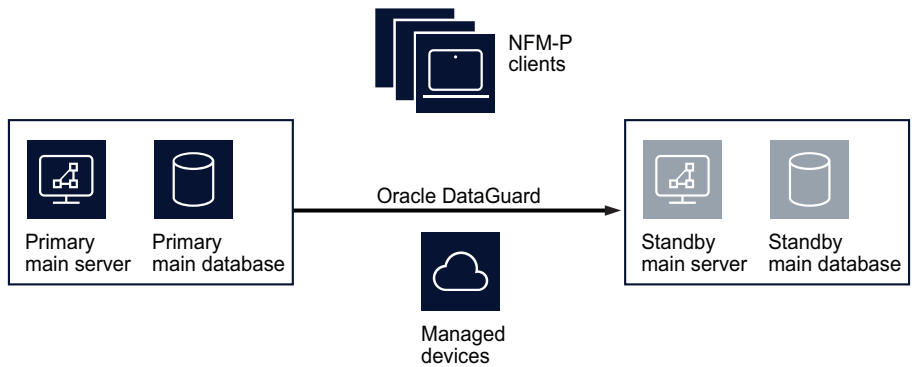 NFM-P
clients
Oracle DataGuard
Primary
main server
Primary
main database
Standby
main server
Standby
main database
Managed
devices